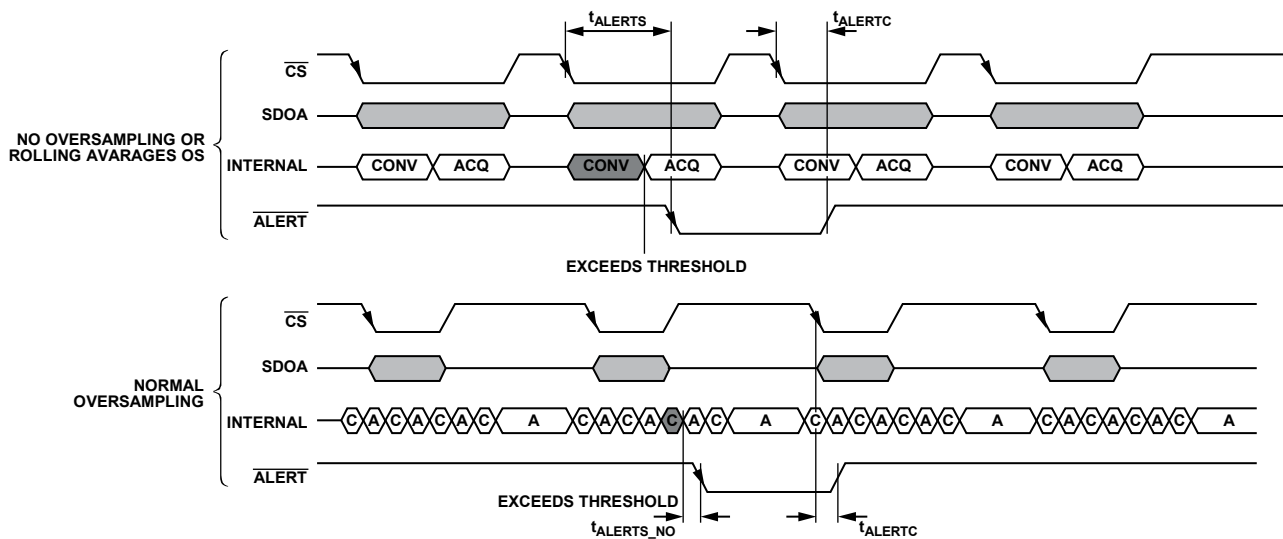 tALERTS tALERTC
CS
SDOA
NO OVERSAMPLING OR
ROLLING AVARAGES OS
INTERNAL CONV ACQ CONV ACQ CONV ACQ CONV ACQ
ALERT
EXCEEDS THRESHOLD
CS
SDOA
NORMAL
OVERSAMPLING
INTERNAL C A C A C A C A C A C A C A C A C A C A C A C A C A C A C A C A
ALERT
EXCEEDS THRESHOLD
tALERTS_NO tALERTC